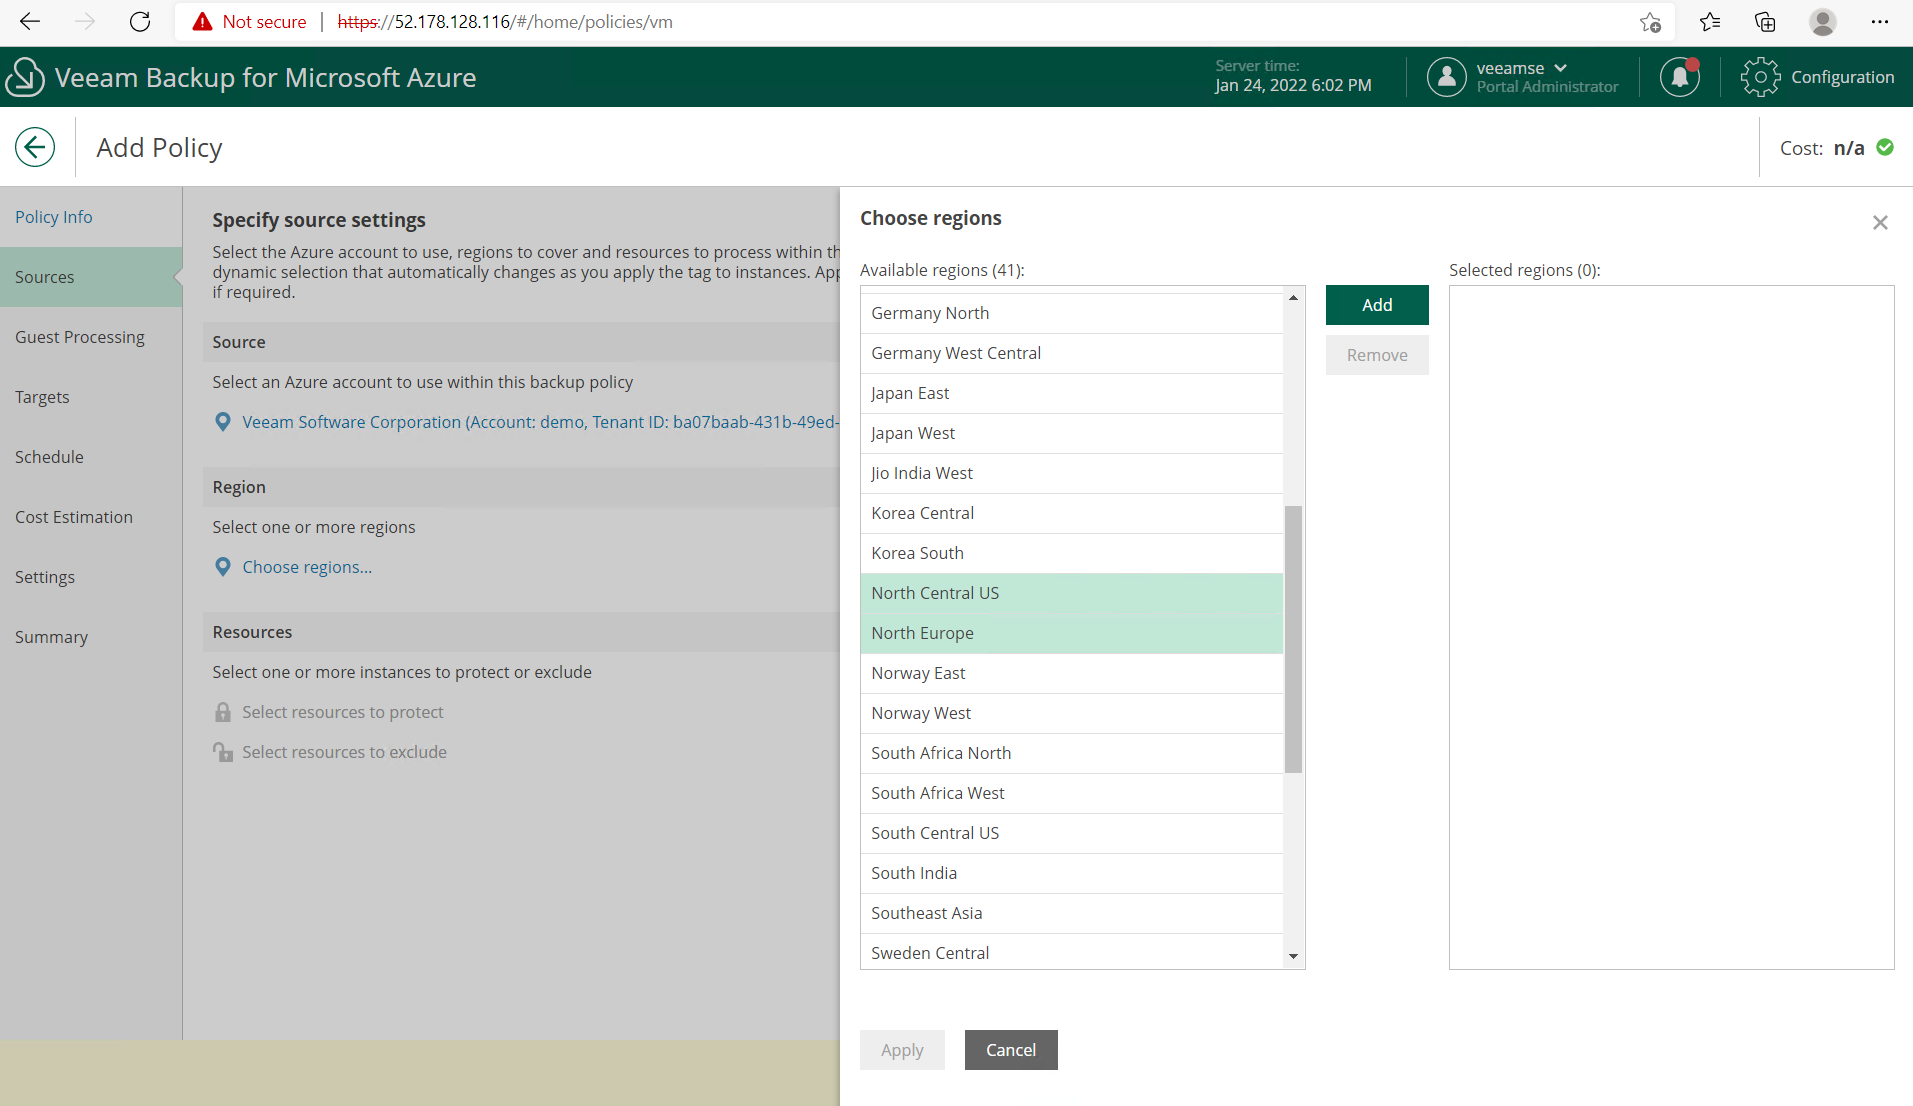 Not secure
https://52.178.128.116/#/home/policies/vm
Veeam Backup for Microsoft Azure
Server time:
Jan 24, 2022 6:02 PM
veeamse
Portal Administrator
Configuration
Add Policy
Cost: n/a
Policy Info
Sources
Guest Processing
Targets
Schedule
Cost Estimation
Settings
Summary
Specify source settings
Select the Azure account to use, regions to cover and resources to process within th
dynamic selection that automatically changes as you apply the tag to instances. App
if required.
Source
Select an Azure account to use within this backup policy
Veeam Software Corporation (Account: demo, Tenant ID: ba07baab-431b-49ed-
Region
Select one or more regions
Choose regions...
Resources
Select one or more instances to protect or exclude
Select resources to protect
Select resources to exclude
Choose regions
Available regions (41):
Germany North
Germany West Central
Japan East
Japan West
Jio India West
Korea Central
Korea South
North Central US
North Europe
Norway East
Norway West
South Africa North
South Africa West
South Central US
South India
Southeast Asia
Sweden Central
Add
Remove
Selected regions (0):
Apply
Cancel